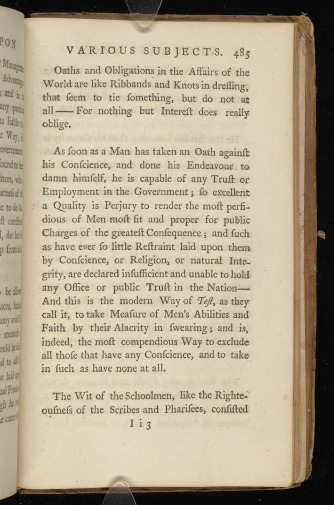 VARIOUS SUBJECTS. 485
Oaths and Obligations in the Affairs of the
World are like Ribbands and Knots in dreſſing,
that ſeem to tie ſomething, but do not at
all — For nothing but Intereſt does really
oblige.
As ſoon as a Man has taken an Oath againſt
his Conſcience, and done his Endeavour to
damn himſelf, he is capable of any Truſt or
Employment in the Government; ſo excellent
a Quality is Perjury to render the moſt perfi-
dious of Men moſt fit and proper for public
Charges of the greateſt Conſequence; and ſuch
as have ever ſo little Reſtraint laid upon them
by Conſcience, or Religion, or natural Inte-
grity, are declared inſufficient and unable to hold
any Office or public Truſt in the Nation—
And this is the modern Way of Teſt, as they
call it, to take Meaſure of Men's Abilities and
Faith by their Alacrity in ſwearing; and is,
indeed, the moſt compendious Way to exclude
all thoſe that have any Conſcience, and to take
in ſuch as have none at all.
The Wit of the Schoolmen, like the Righte-
ouſneſs of the Scribes and Phariſees, conſiſted
I i 3